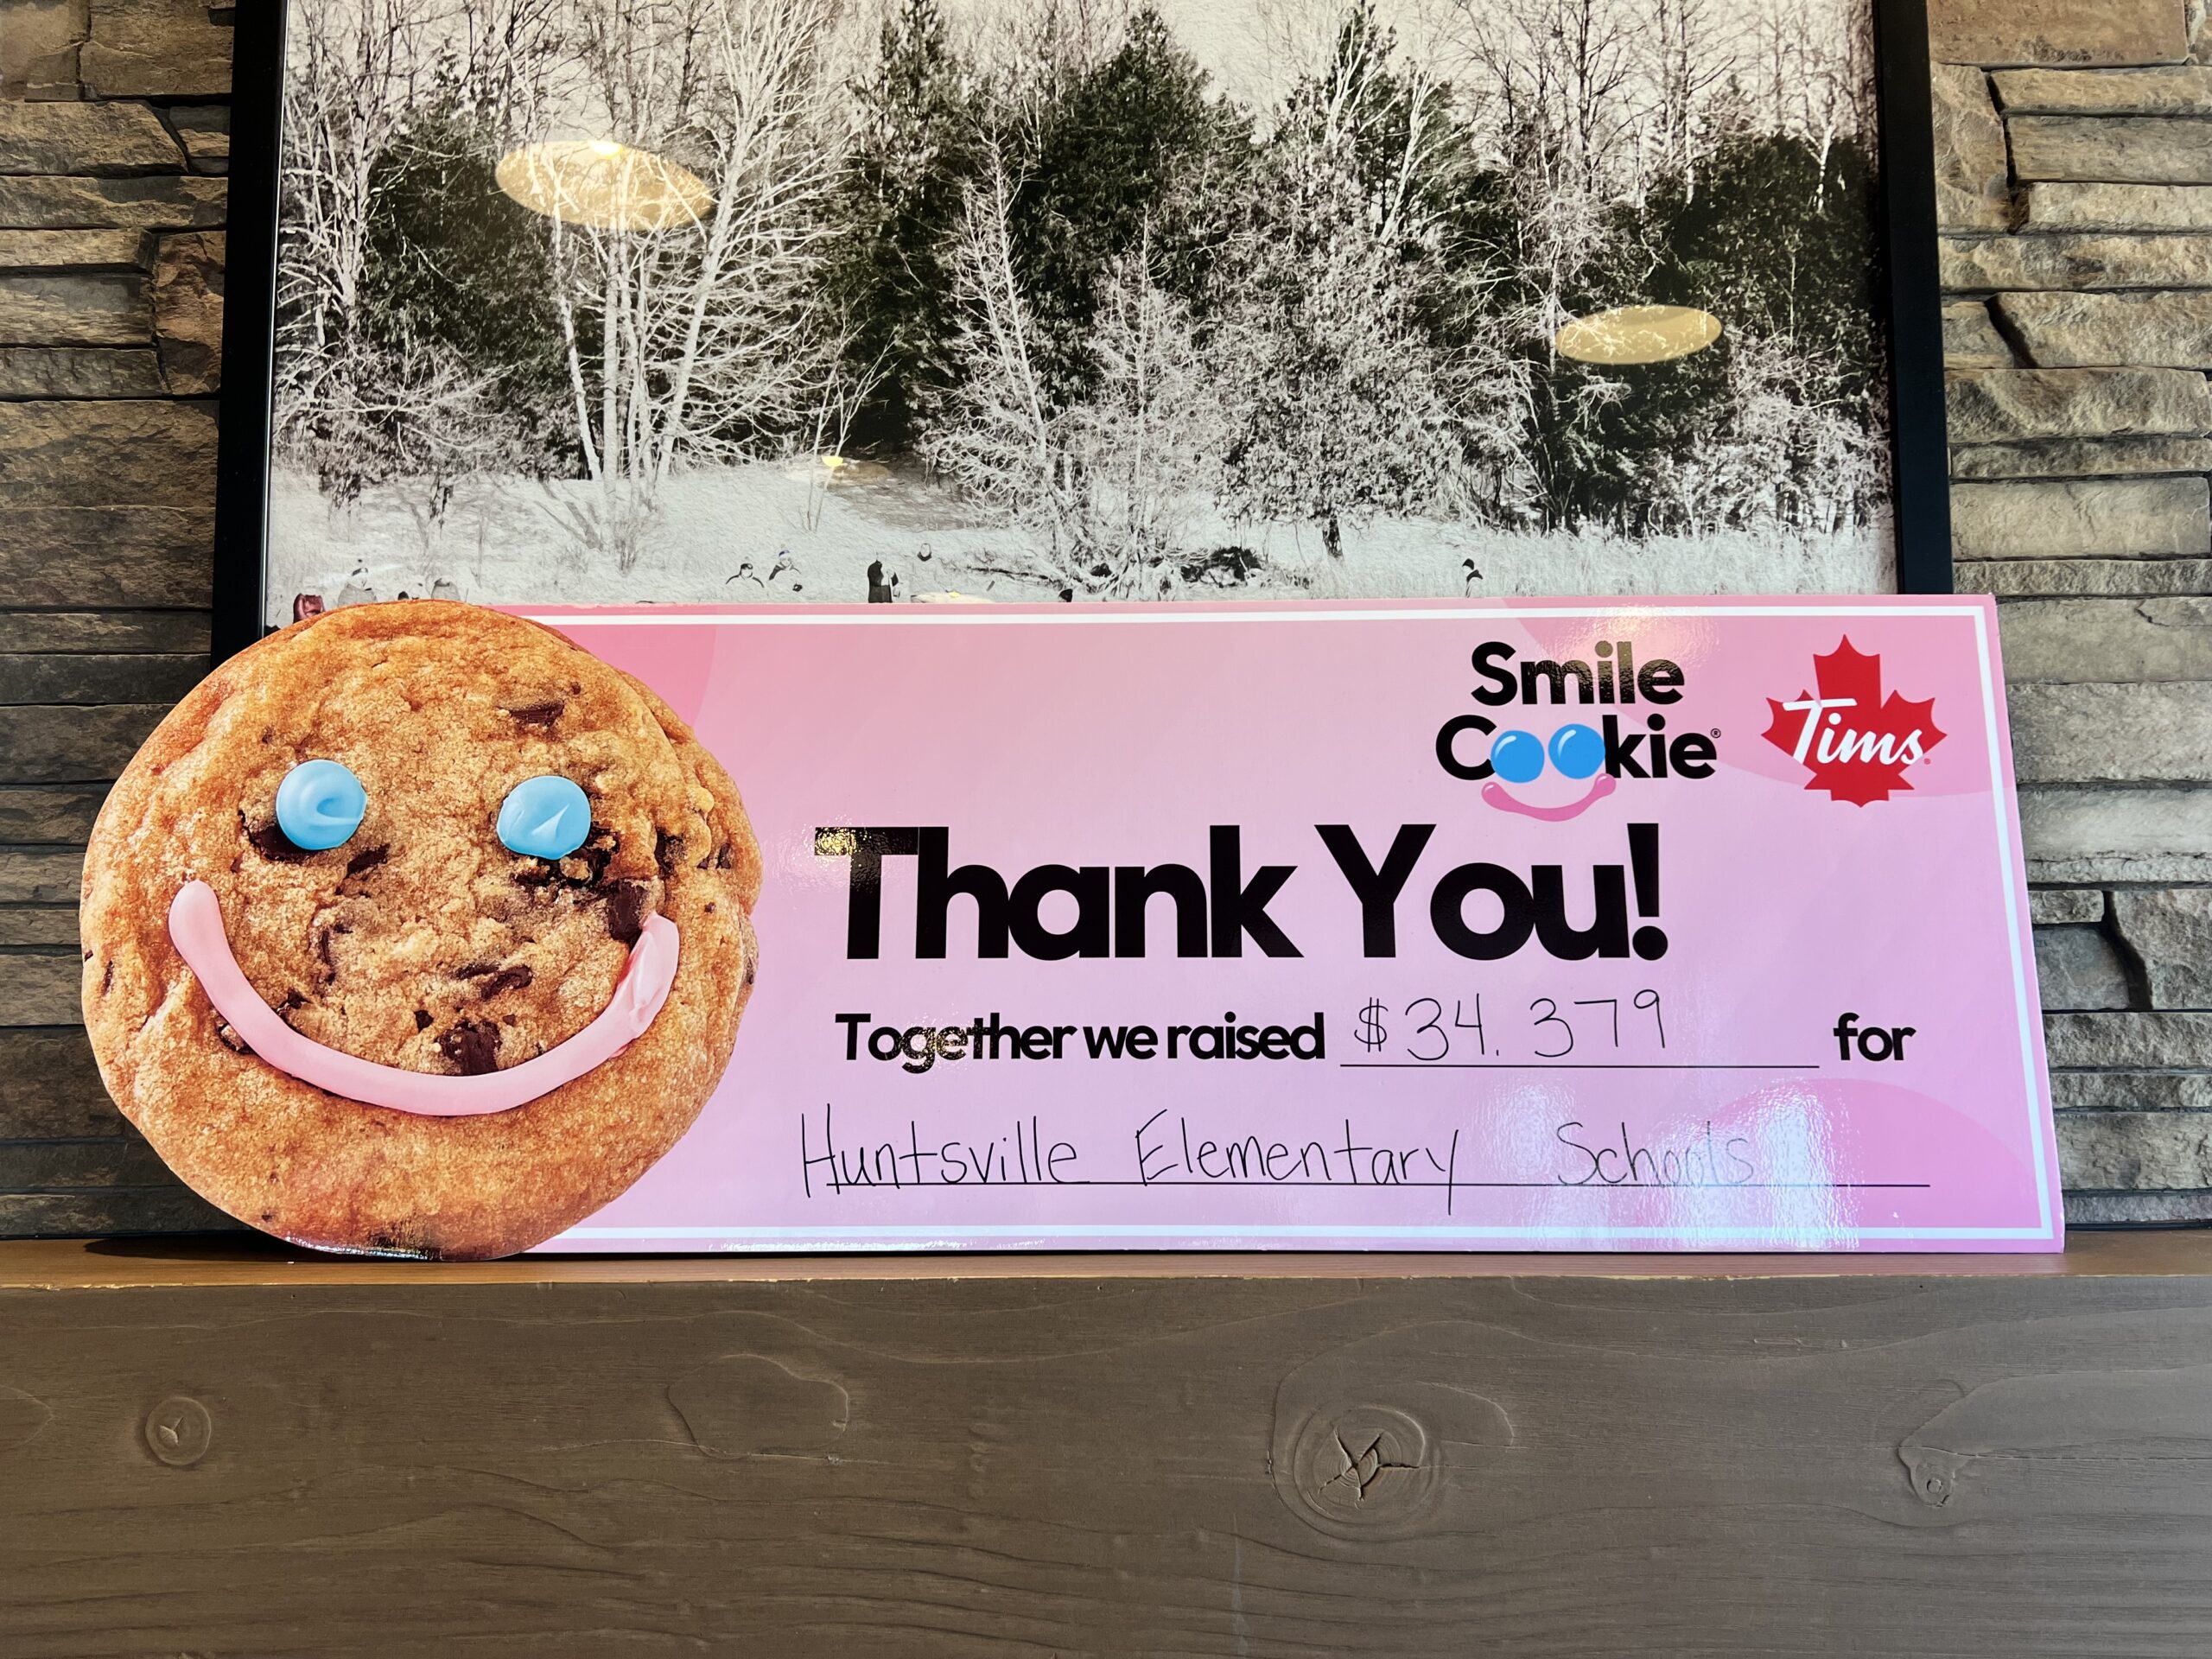 Smile
Cookie®
Tims
Thank You!
Together we raised $34.379 for
Huntsville Elementary Schools